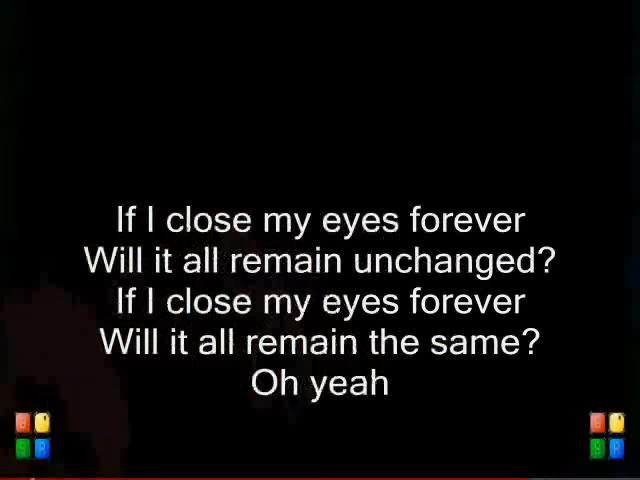 If I close my eyes forever
Will it all remain unchanged?
If I close my eyes forever
Will it all remain the same?
Oh yeah